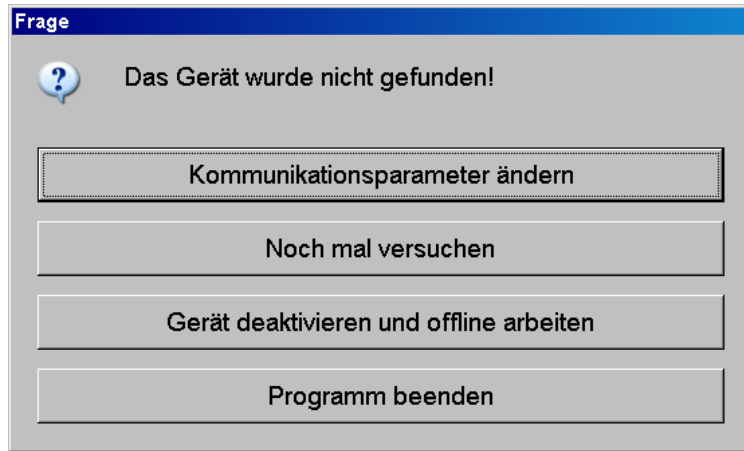 Frage
Das Gerät wurde nicht gefunden!
Kommunikationsparameter ändern
Noch mal versuchen
Gerät deaktivieren und offline arbeiten
Programm beenden